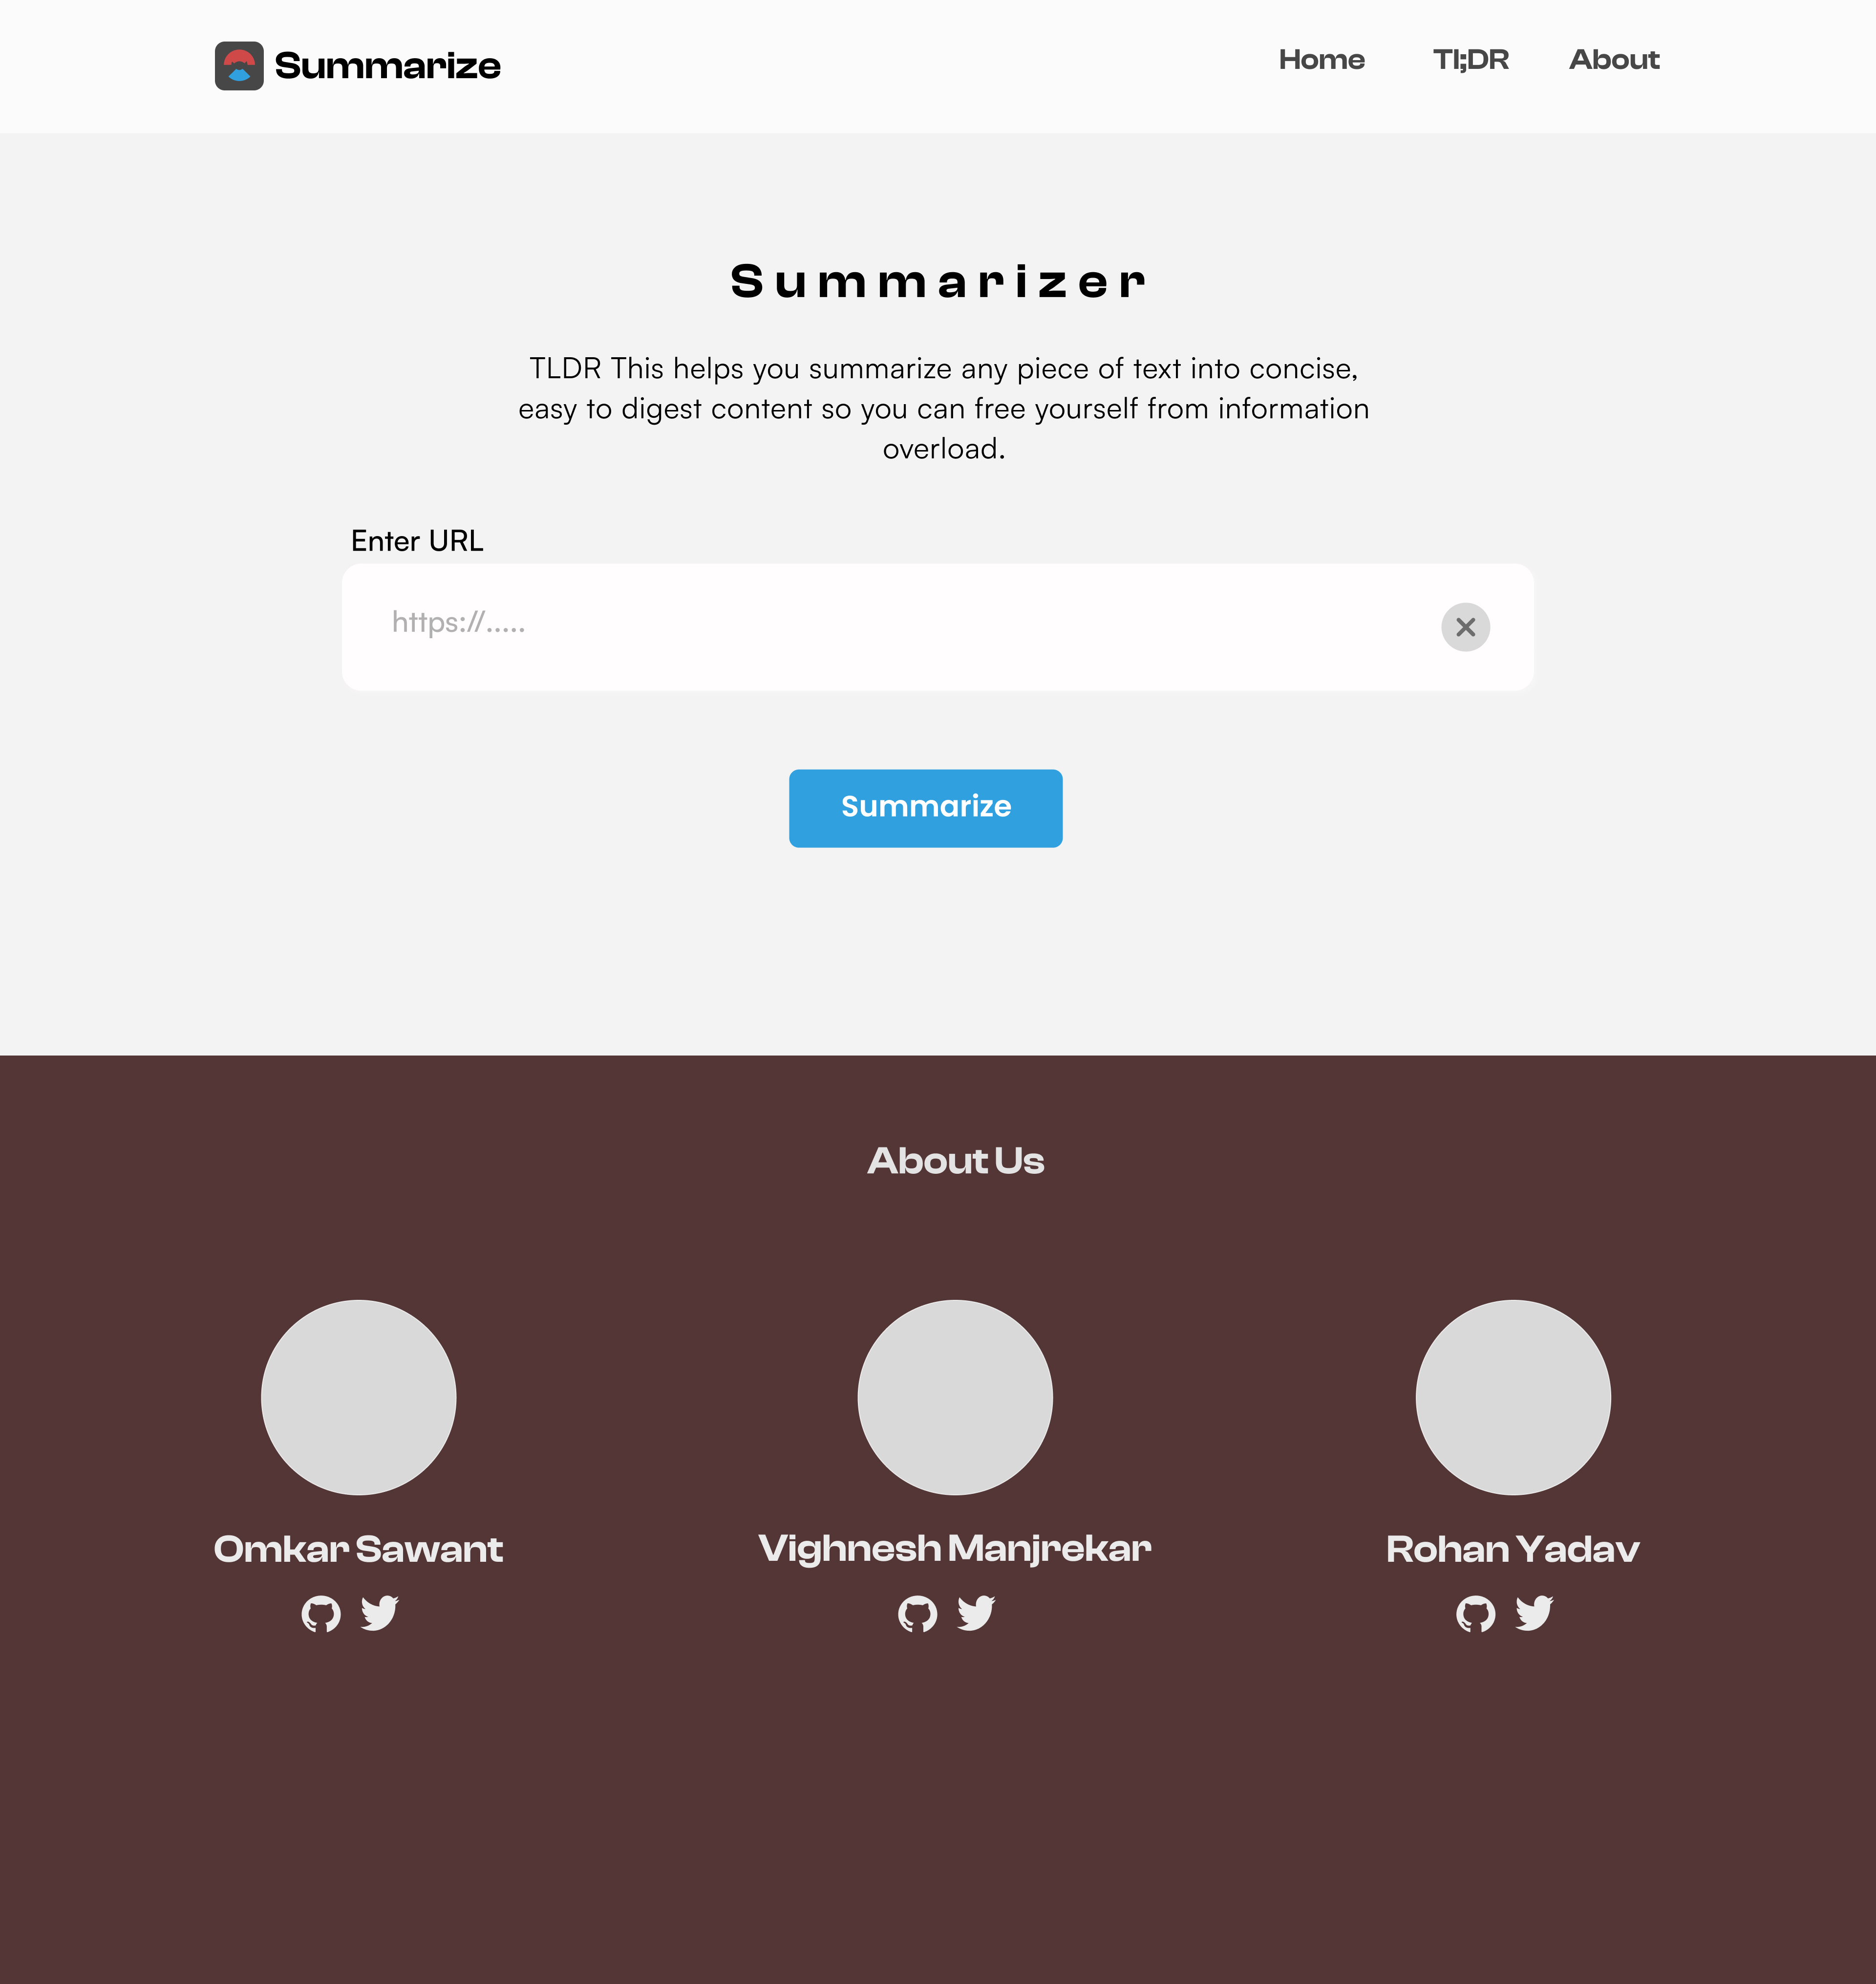 Summarize
Home
Tl;DR
About
Summarizer
TLDR This helps you summarize any piece of text into concise,
easy to digest content so you can free yourself from information
overload.
Enter URL
https://.....
Summarize
About Us
Omkar Sawant
Vighnesh Manjrekar
Rohan Yadav